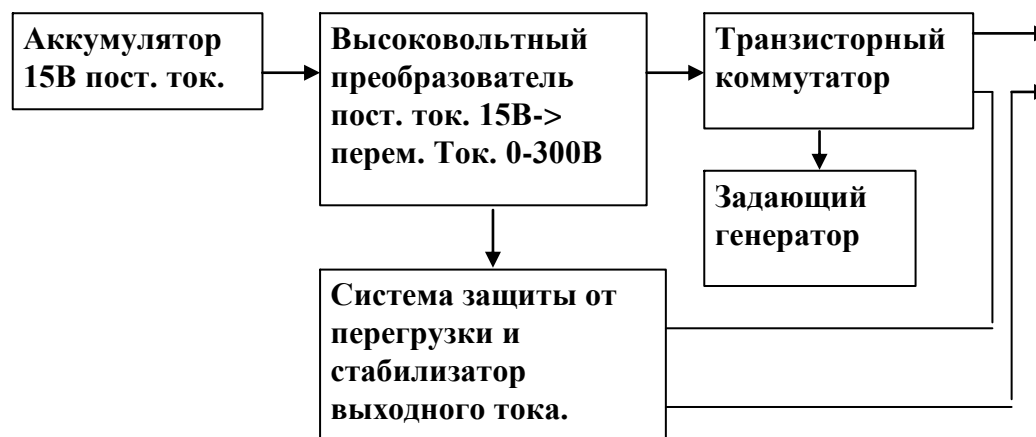 Аккумулятор
15В пост. ток.
Высоковольтный
преобразователь
пост. ток. 15В->
перем. Ток. 0-300В
Транзисторный
коммутатор
Задающий
генератор
Система защиты от
перегрузки и
стабилизатор
выходного тока.